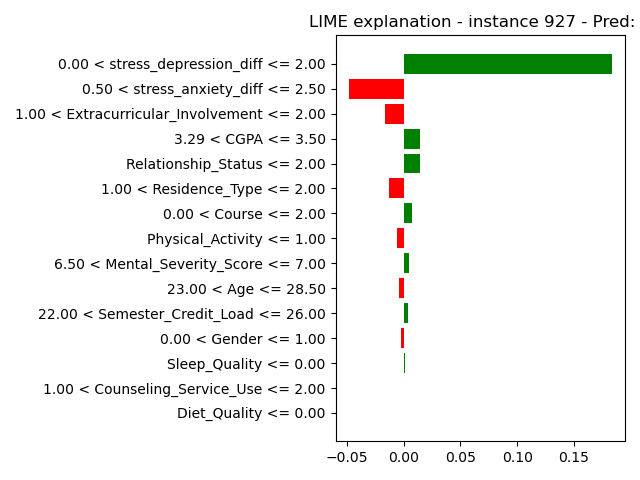 LIME explanation - instance 927 - Pred:
0.00 < stress_depression_diff <= 2.00
0.50 < stress_anxiety_diff <= 2.50
1.00 < Extracurricular_Involvement <= 2.00
3.29 < CGPA <= 3.50
Relationship_Status <= 2.00
1.00 < Residence_Type <= 2.00
0.00 < Course <= 2.00
Physical_Activity <= 1.00
6.50 < Mental_Severity_Score <= 7.00
23.00 < Age <= 28.50
22.00 < Semester_Credit_Load <= 26.00
0.00 < Gender <= 1.00
Sleep_Quality <= 0.00
1.00 < Counseling_Service_Use <= 2.00
Diet_Quality <= 0.00
−0.05 0.00 0.05 0.10 0.15